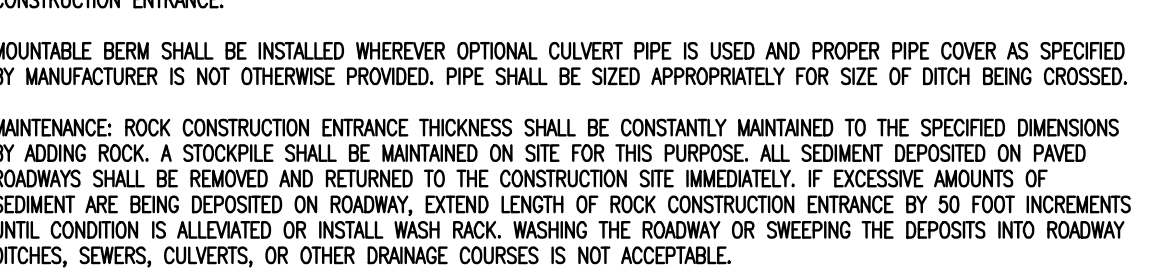 CONSTRUCTION ENTRANCE.
MOUNTABLE BERM SHALL BE INSTALLED WHEREVER OPTIONAL CULVERT PIPE IS USED AND PROPER PIPE COVER AS SPECIFIED
BY MANUFACTURER IS NOT OTHERWISE PROVIDED. PIPE SHALL BE SIZED APPROPRIATELY FOR SIZE OF DITCH BEING CROSSED.
MAINTENANCE: ROCK CONSTRUCTION ENTRANCE THICKNESS SHALL BE CONSTANTLY MAINTAINED TO THE SPECIFIED DIMENSIONS
BY ADDING ROCK. A STOCKPILE SHALL BE MAINTAINED ON SITE FOR THIS PURPOSE. ALL SEDIMENT DEPOSITED ON PAVED
ROADWAYS SHALL BE REMOVED AND RETURNED TO THE CONSTRUCTION SITE IMMEDIATELY. IF EXCESSIVE AMOUNTS OF
SEDIMENT ARE BEING DEPOSITED ON ROADWAY, EXTEND LENGTH OF ROCK CONSTRUCTION ENTRANCE BY 50 FOOT INCREMENTS
UNTIL CONDITION IS ALLEVIATED OR INSTALL WASH RACK. WASHING THE ROADWAY OR SWEEPING THE DEPOSITS INTO ROADWAY
DITCHES, SEWERS, CULVERTS, OR OTHER DRAINAGE COURSES IS NOT ACCEPTABLE.